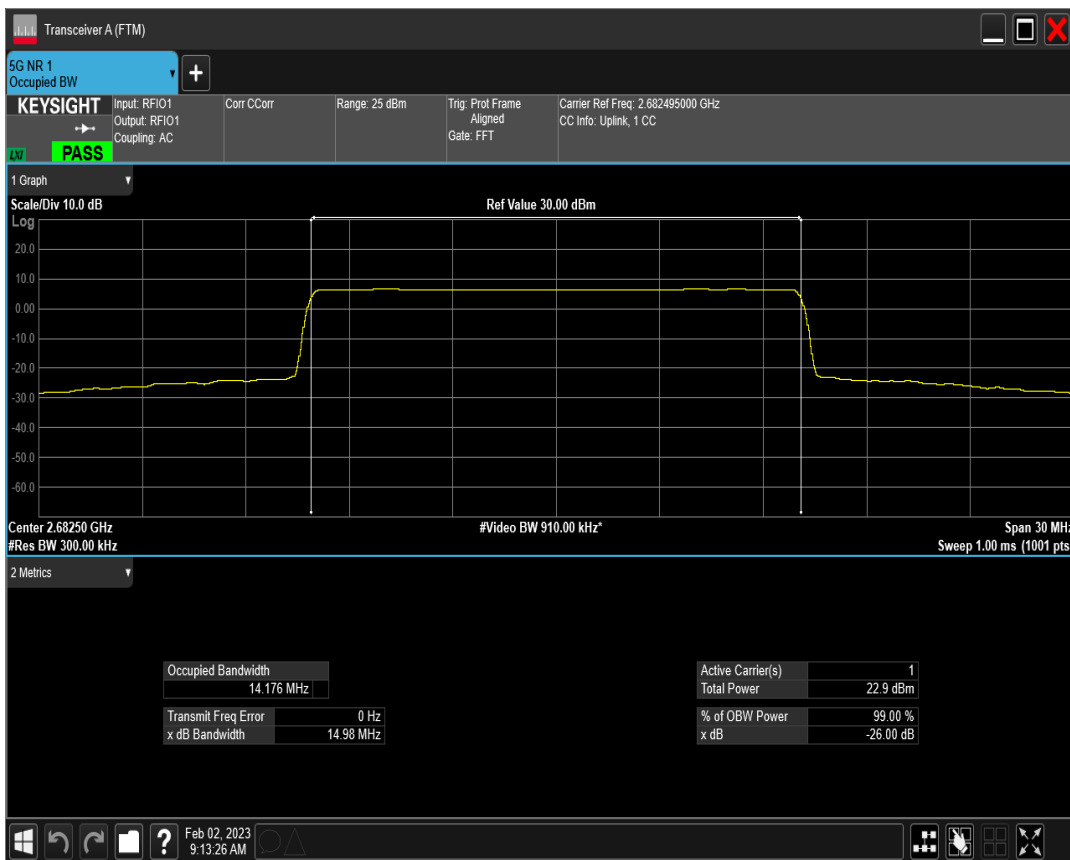 Transceiver A (FTM)
5G NR 1
Occupied BW
+
KEYSIGHT
Input: RFIO1
Output: RFIO1
Coupling: AC
Corr CCorr
Range: 25 dBm
Trig: Prot Frame
Aligned
Gate: FFT
Carrier Ref Freq: 2.682495000 GHz
CC Info: Uplink, 1 CC
LXI
PASS
1 Graph
Scale/Div 10.0 dB
Ref Value 30.00 dBm
Log
20.0
10.0
0.00
-10.0
-20.0
-30.0
-40.0
-50.0
-60.0
Center 2.68250 GHz
#Video BW 910.00 kHz*
Span 30 MHz
#Res BW 300.00 kHz
Sweep 1.00 ms (1001 pts
2 Metrics
Occupied Bandwidth
14.176 MHz
Transmit Freq Error 0 Hz
x dB Bandwidth 14.98 MHz
Active Carrier(s) 1
Total Power 22.9 dBm
% of OBW Power 99.00 %
x dB -26.00 dB
?
Feb 02, 2023
9:13:26 AM